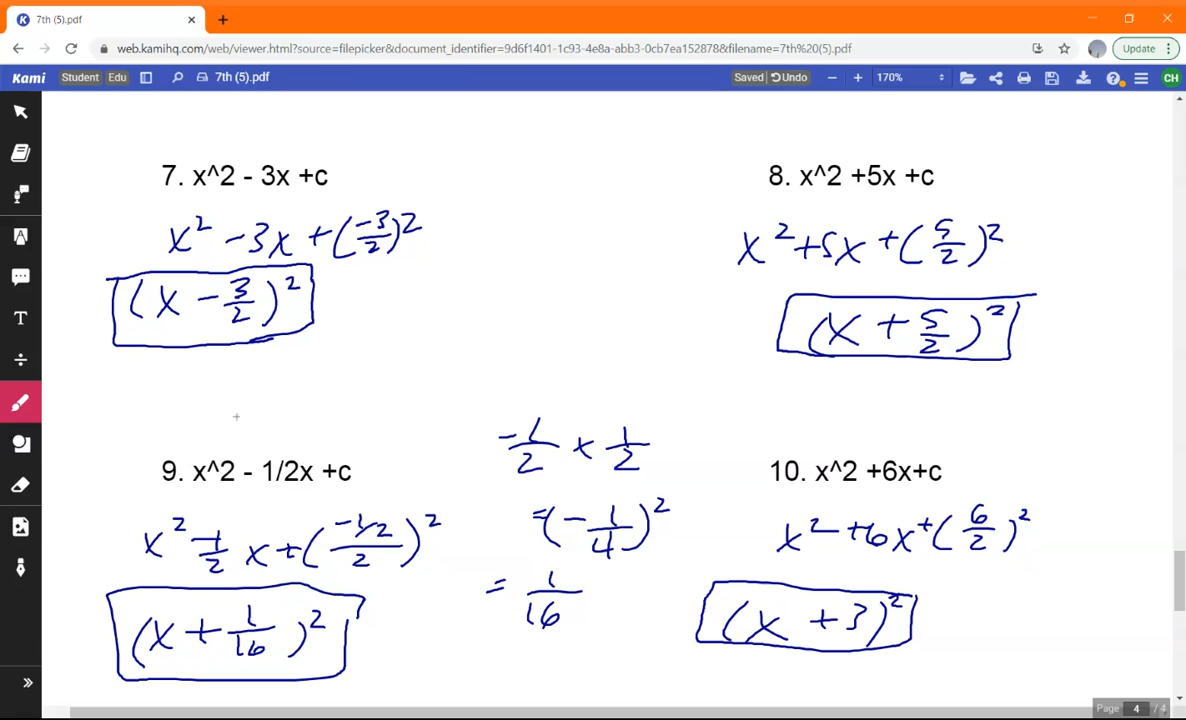 7th (5).pdf
web.kamihq.com/web/viewer.html?source=filepicker&document_identifier=9d6f1401-1c93-4e8a-abb3-0cb7ea152878&filename=7th%20(5).pdf
Update
Kami Student Edu 7th (5).pdf Saved Undo 170% CH
7. x^2 - 3x +c
x² - 3x + (-3/2)²
(x - 3/2)²
8. x^2 +5x +c
x² + 5x + (5/2)²
(x + 5/2)²
9. x^2 - 1/2x +c
x² - 1/2 x + (-1/2 / 2)²
(x + 1/16)²
-1/2 x 1/2
= (-1/4)²
= 1/16
10. x^2 +6x+c
x² + 6x + (6/2)²
(x + 3)²
Page 4 / 4